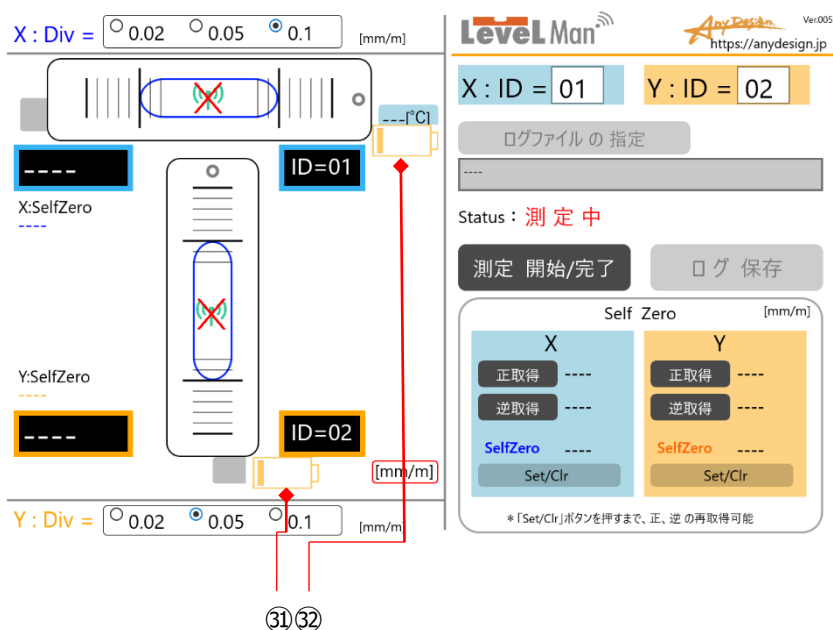 X : Div = 0.02 0.05 0.1 [mm/m]
---[℃]
---- ID=01
X:SelfZero
----
Y:SelfZero
----
---- ID=02
[mm/m]
Y : Div = 0.02 0.05 0.1 [mm/m]
㉛ ㉜
LeveL Man
AnyDesign. Ver.005
https://anydesign.jp
X : ID = 01 Y : ID = 02
ログファイル の 指定
----
Status : 測 定 中
測定 開始/完了 ログ 保存
Self Zero [mm/m]
X Y
正取得 ---- 正取得 ----
逆取得 ---- 逆取得 ----
SelfZero ---- SelfZero ----
Set/Clr Set/Clr
*「Set/Clr」ボタンを押すまで、正、逆 の再取得可能